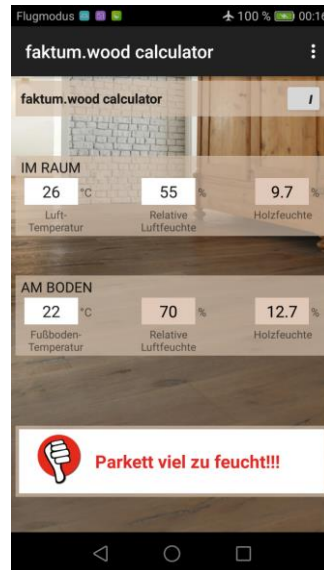 Flugmodus 100 % 00:16
faktum.wood calculator
faktum.wood calculator I
IM RAUM
26 °C 55 % 9.7 %
Luft- Relative Holzfeuchte
Temperatur Luftfeuchte
AM BODEN
22 °C 70 % 12.7 %
Fußboden- Relative Holzfeuchte
Temperatur Luftfeuchte
Parkett viel zu feucht!!!